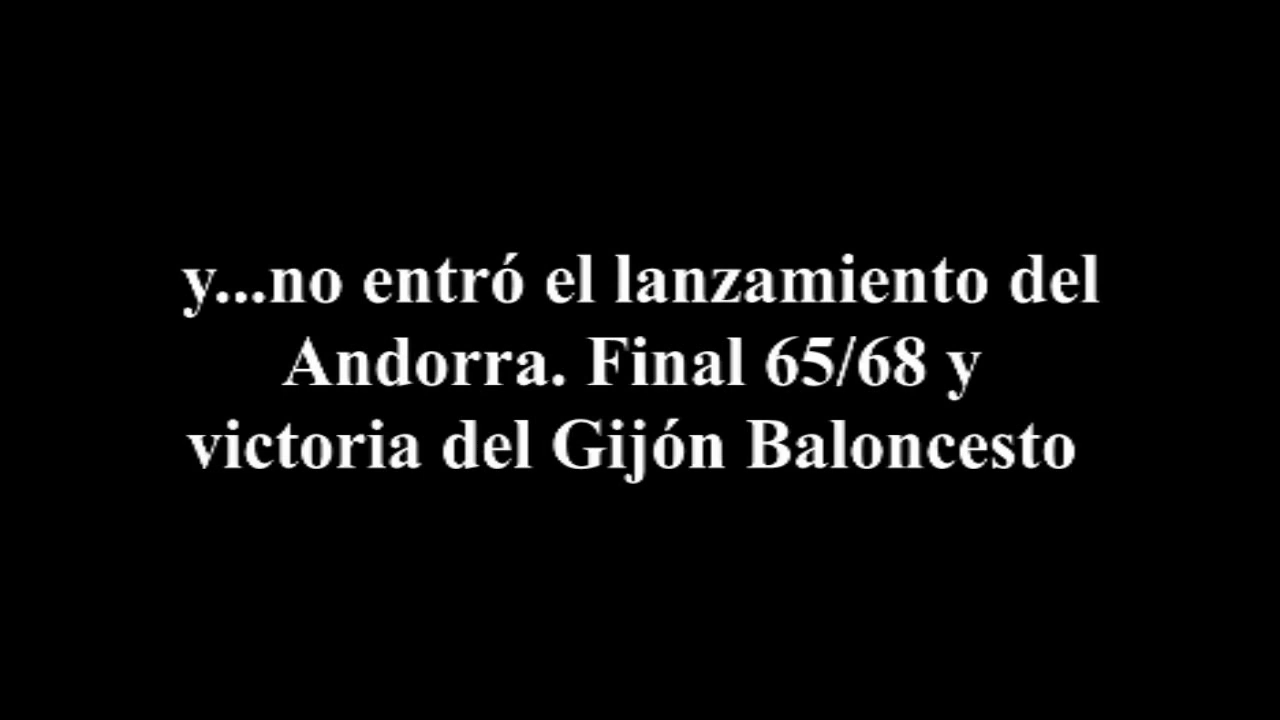 y...no entró el lanzamiento del
Andorra. Final 65/68 y
victoria del Gijón Baloncesto